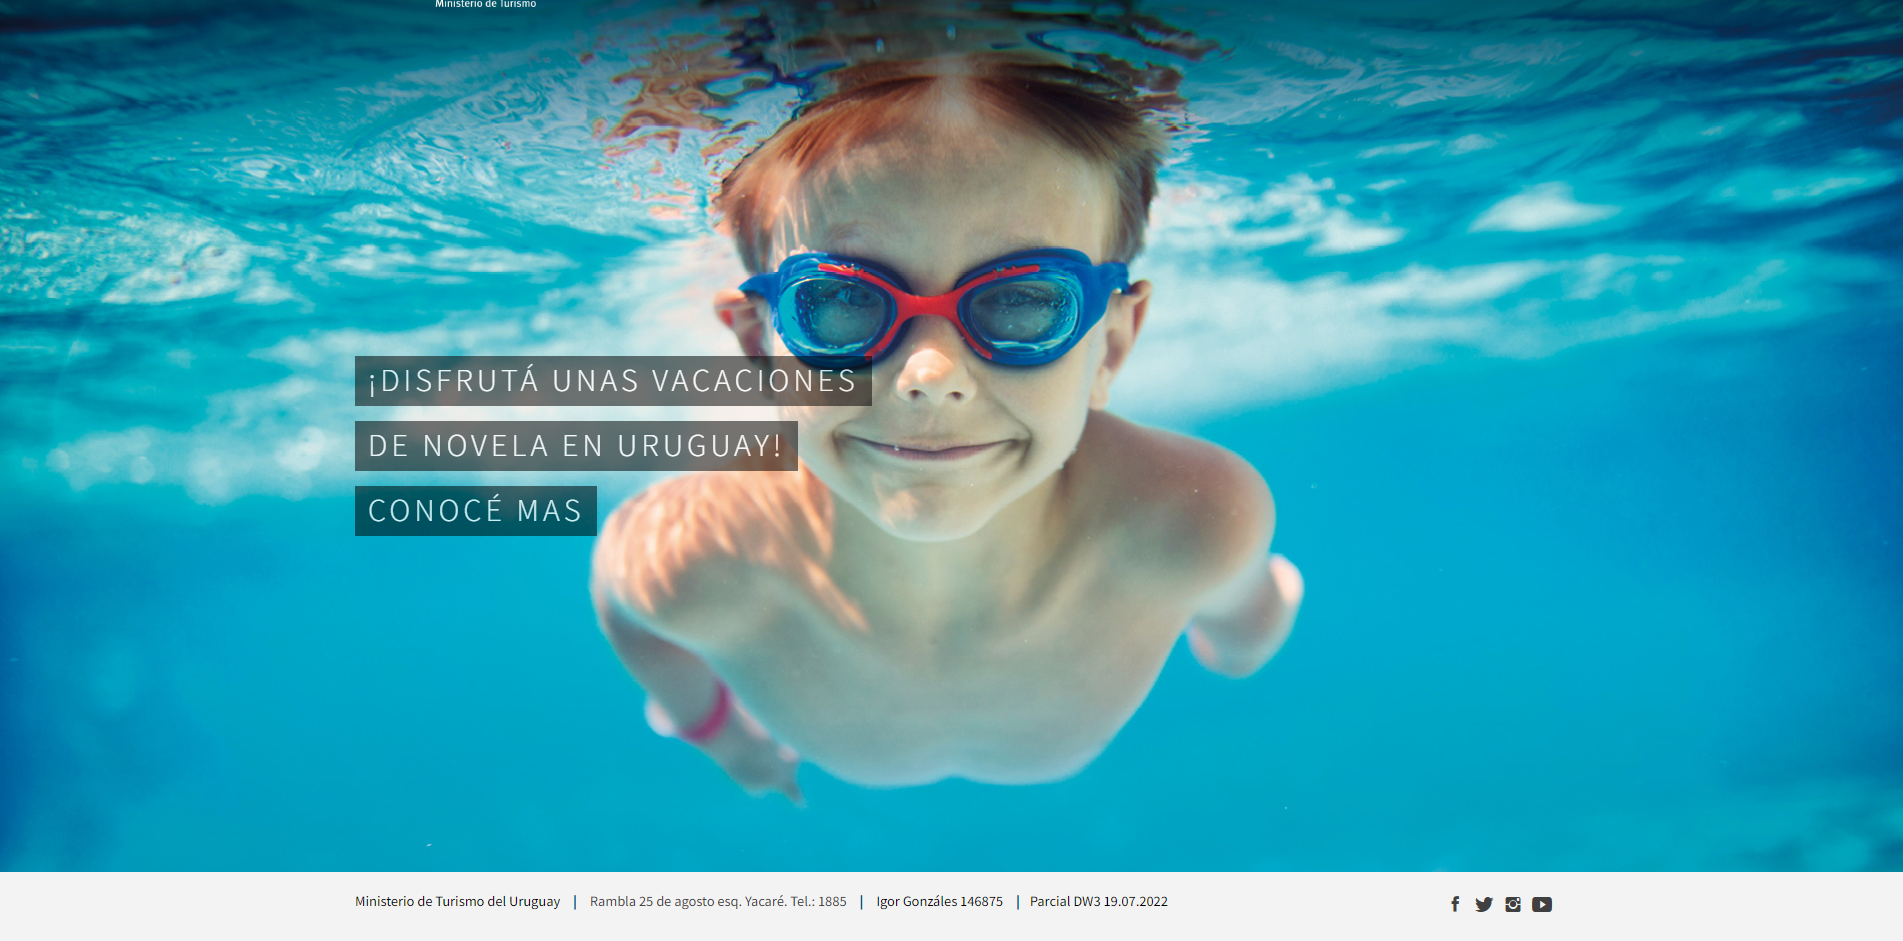 Ministerio de Turismo
¡DISFRUTÁ UNAS VACACIONES
DE NOVELA EN URUGUAY!
CONOCÉ MAS
Ministerio de Turismo del Uruguay | Rambla 25 de agosto esq. Yacaré. Tel.: 1885 | Igor Gonzáles 146875 | Parcial DW3 19.07.2022